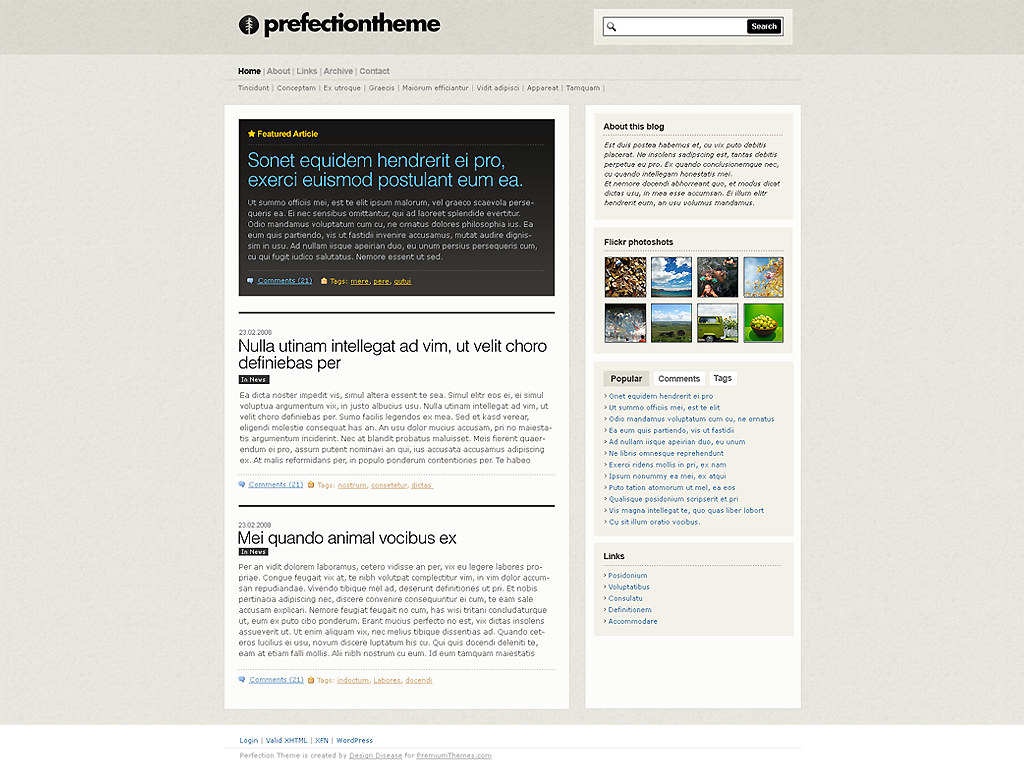 prefectiontheme
Search
Home | About | Links | Archive | Contact
Tincidunt | Conceptam | Ex utroque | Graecis | Maiorum efficiantur | Vidit adipisci | Appareat | Tamquam |
Featured Article
Sonet equidem hendrerit ei pro,
exerci euismod postulant eum ea.
Ut summo officiis mei, est te elit ipsum malorum, vel graeco scaevola perse-
queris ea. Ei nec sensibus omittantur, qui ad laoreet splendide evertitur.
Odio mandamus voluptatum cum cu, ne ornatus dolores philosophia ius. Ea
eum quis partiendo, vis ut fastidii invenire accusamus, mutat audire dignis-
sim in usu. Ad nullam iisque apeirian duo, eu unum persius persequeris cum,
cu qui fugit iudico salutatus. Nemore essent ut sed.
Comments (21) Tags: mere, pere, qutui
23.02.2008
Nulla utinam intellegat ad vim, ut velit choro
definiebas per
In News
Ea dicta noster impedit vis, simul altera essent te sea. Simul elitr eos ei, ei simul
voluptua argumentum vix, in justo albucius usu. Nulla utinam intellegat ad vim, ut
velit choro definiebas per. Sumo facilis legendos ex mea. Sed et kasd verear,
eligendi molestie consequat has an. An usu dolor mucius accusam, pri no maiesta-
tis argumentum inciderint. Nec at blandit probatus maluisset. Meis fierent quaer-
endum ei pro, assum putent nominavi an qui, ius accusata accusamus adipiscing
ex. At malis reformidans per, in populo ponderum contentiones per. Te habeo
Comments (21) Tags: nostrum, consetetur, dictas
23.02.2008
Mei quando animal vocibus ex
In News
Per an vidit dolorem laboramus, cetero vidisse an per, vix eu legere labores pro-
priae. Congue feugait vix at, te nibh volutpat complectitur vim, in vim dolor accum-
san repudiandae. Vivendo tibique mel ad, deserunt definitiones ut pri. Et nobis
pertinacia adipiscing nec, discere convenire consequuntur ei cum, te eam sale
accusam explicari. Nemore feugiat feugait no cum, has wisi tritani concludaturque
ut, eum ex puto cibo ponderum. Erant mucius perfecto no est, vix dictas insolens
assueverit ut. Ut enim aliquam vix, nec melius tibique dissentias ad. Quando cet-
eros lucilius ei usu, novum discere luptatum his cu. Qui quis docendi deleniti te,
eam at etiam falli mollis. Alii nibh nostrum cu eum. Id eum tamquam maiestatis
Comments (21) Tags: indoctum, Labores, docendi
About this blog
Est duis postea habemus et, cu vix puto debitis
placerat. Ne insolens sadipscing est, tantas debitis
perpetua eu pro. Ex quando conclusionemque nec,
cu quando intellegam honestatis mei.
Et nemore docendi abhorreant quo, et modus dicat
dictas usu, in mea esse accumsan. Ei illum elitr
hendrerit eum, an usu volumus mandamus.
Flickr photoshots
Popular Comments Tags
› Onet equidem hendrerit ei pro
› Ut summo officiis mei, est te elit
› Odio mandamus voluptatum cum cu, ne ornatus
› Ea eum quis partiendo, vis ut fastidii
› Ad nullam iisque apeirian duo, eu unum
› Ne libris omnesque reprehendunt
› Exerci ridens mollis in pri, ex nam
› Ipsum nonummy ea mei, ex atqui
› Puto tation atomorum ut mel, ea eos
› Qualisque posidonium scripserit et pri
› Vis magna intellegat te, quo quas liber lobort
› Cu sit illum oratio vocibus.
Links
› Posidonium
› Voluptatibus
› Consulatu
› Definitionem
› Accommodare
Login | Valid XHTML | XFN | WordPress
Perfection Theme is created by Design Disease for PremiumThemes.com